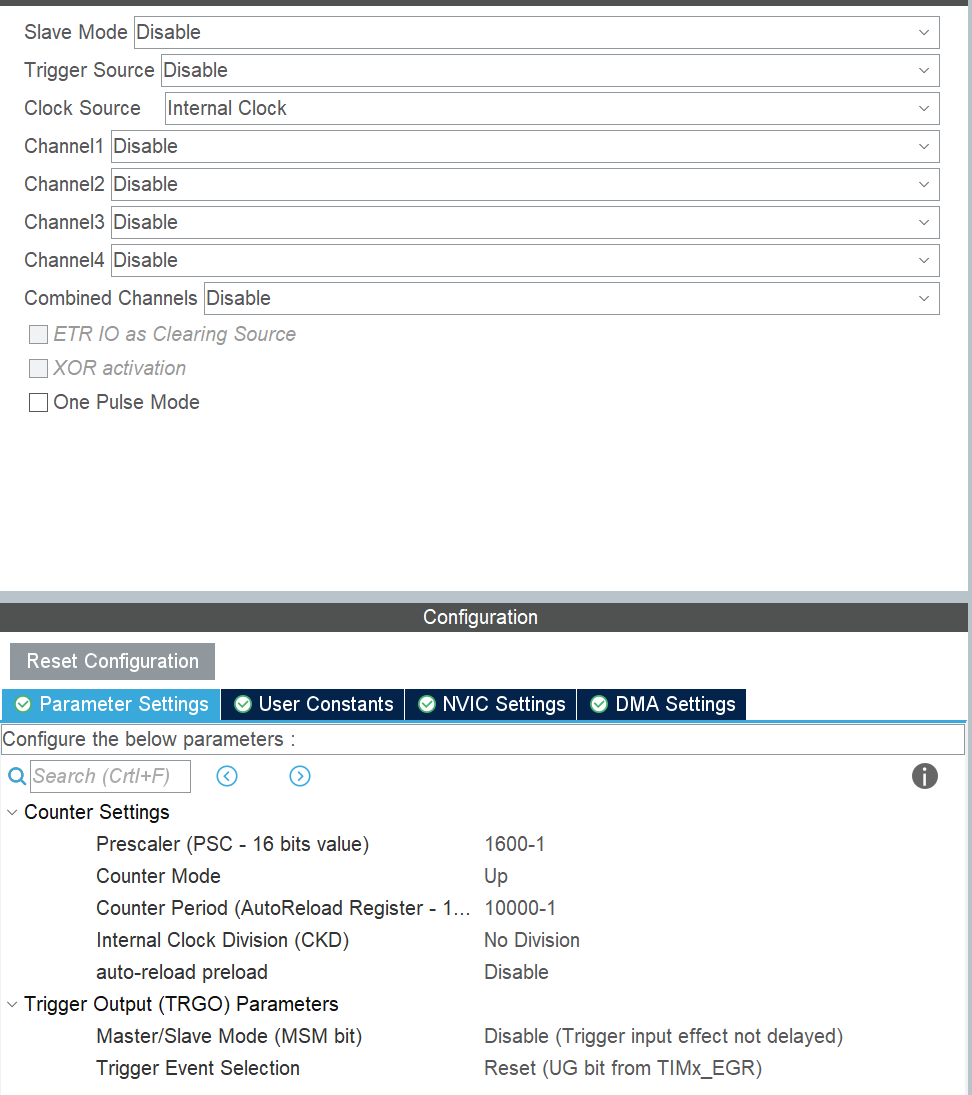 Slave Mode Disable
Trigger Source Disable
Clock Source Internal Clock
Channel1 Disable
Channel2 Disable
Channel3 Disable
Channel4 Disable
Combined Channels Disable
ETR IO as Clearing Source
XOR activation
One Pulse Mode
Configuration
Reset Configuration
Parameter Settings User Constants NVIC Settings DMA Settings
Configure the below parameters :
Search (Crtl+F)
Counter Settings
Prescaler (PSC - 16 bits value) 1600-1
Counter Mode Up
Counter Period (AutoReload Register - 1... 10000-1
Internal Clock Division (CKD) No Division
auto-reload preload Disable
Trigger Output (TRGO) Parameters
Master/Slave Mode (MSM bit) Disable (Trigger input effect not delayed)
Trigger Event Selection Reset (UG bit from TIMx_EGR)